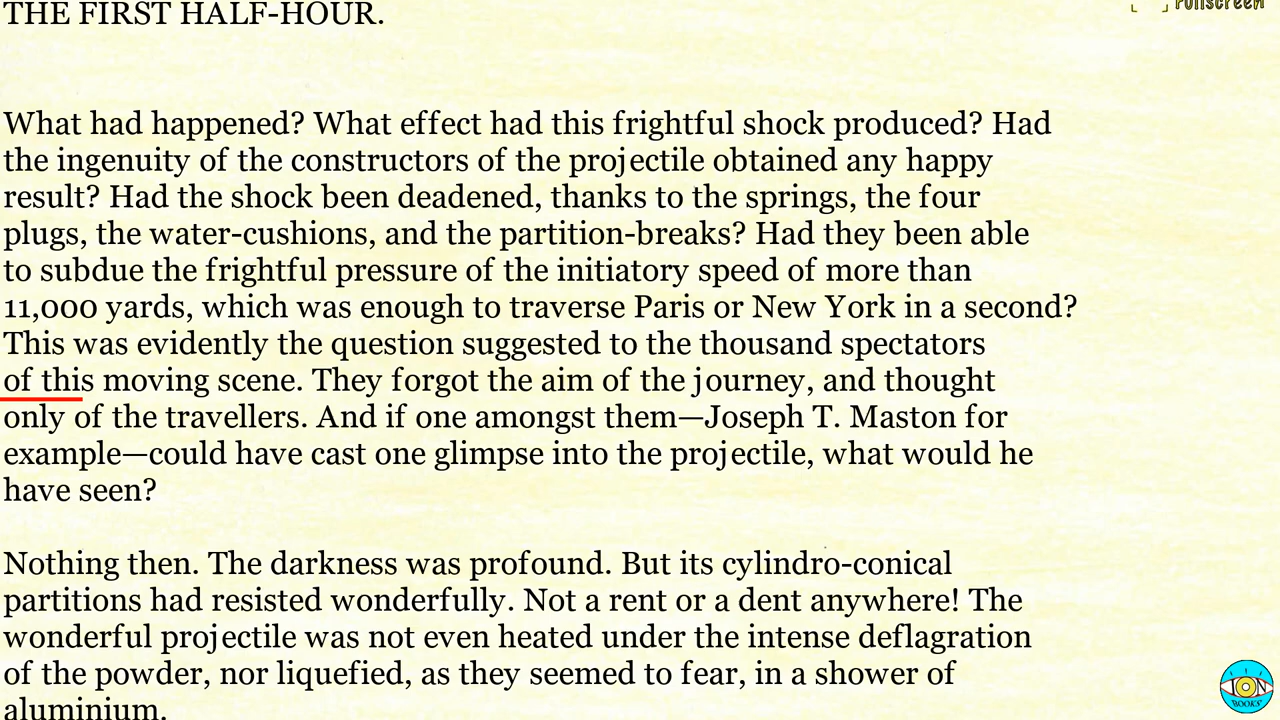 Fullscreen
THE FIRST HALF-HOUR.
What had happened? What effect had this frightful shock produced? Had
the ingenuity of the constructors of the projectile obtained any happy
result? Had the shock been deadened, thanks to the springs, the four
plugs, the water-cushions, and the partition-breaks? Had they been able
to subdue the frightful pressure of the initiatory speed of more than
11,000 yards, which was enough to traverse Paris or New York in a second?
This was evidently the question suggested to the thousand spectators
of this moving scene. They forgot the aim of the journey, and thought
only of the travellers. And if one amongst them—Joseph T. Maston for
example—could have cast one glimpse into the projectile, what would he
have seen?
Nothing then. The darkness was profound. But its cylindro-conical
partitions had resisted wonderfully. Not a rent or a dent anywhere! The
wonderful projectile was not even heated under the intense deflagration
of the powder, nor liquefied, as they seemed to fear, in a shower of
aluminium.
ION
BOOKS